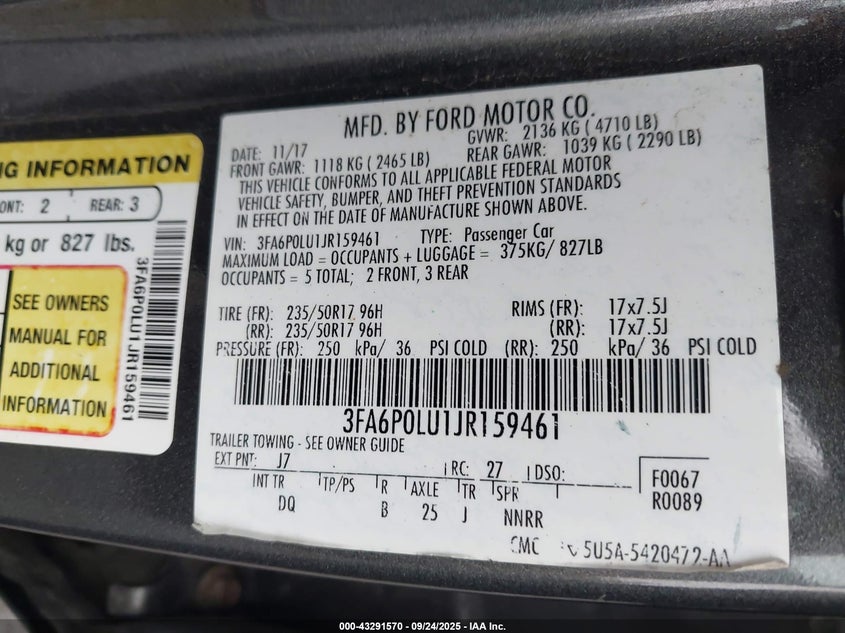 NG INFORMATION
ONT: 2 REAR: 3
kg or 827 lbs.
SEE OWNERS
MANUAL FOR
ADDITIONAL
INFORMATION
3FA6P0LU1JR159461
MFD. BY FORD MOTOR CO.
DATE: 11/17 GVWR: 2136 KG ( 4710 LB)
FRONT GAWR: 1118 KG ( 2465 LB) REAR GAWR: 1039 KG ( 2290 LB)
THIS VEHICLE CONFORMS TO ALL APPLICABLE FEDERAL MOTOR
VEHICLE SAFETY, BUMPER, AND THEFT PREVENTION STANDARDS
IN EFFECT ON THE DATE OF MANUFACTURE SHOWN ABOVE.
VIN: 3FA6P0LU1JR159461 TYPE: Passenger Car
MAXIMUM LOAD = OCCUPANTS + LUGGAGE = 375KG/ 827LB
OCCUPANTS = 5 TOTAL; 2 FRONT, 3 REAR
TIRE (FR): 235/50R17 96H RIMS (FR): 17x7.5J
(RR): 235/50R17 96H (RR): 17x7.5J
PRESSURE (FR): 250 kPa/ 36 PSI COLD (RR): 250 kPa/ 36 PSI COLD
3FA6P0LU1JR159461
TRAILER TOWING - SEE OWNER GUIDE
EXT PNT: J7 RC: 27 DSO: F0067
INT TR TP/PS R AXLE TR SPR R0089
DQ B 25 J NNRR
CMC 5U5A-5420472-AA
000-43291570 - 09/24/2025 - IAA Inc.